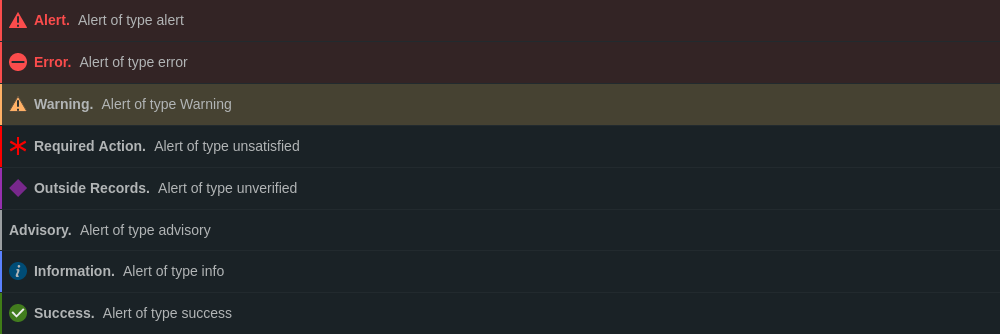 Alert. Alert of type alert
Error. Alert of type error
Warning. Alert of type Warning
Required Action. Alert of type unsatisfied
Outside Records. Alert of type unverified
Advisory. Alert of type advisory
Information. Alert of type info
Success. Alert of type success